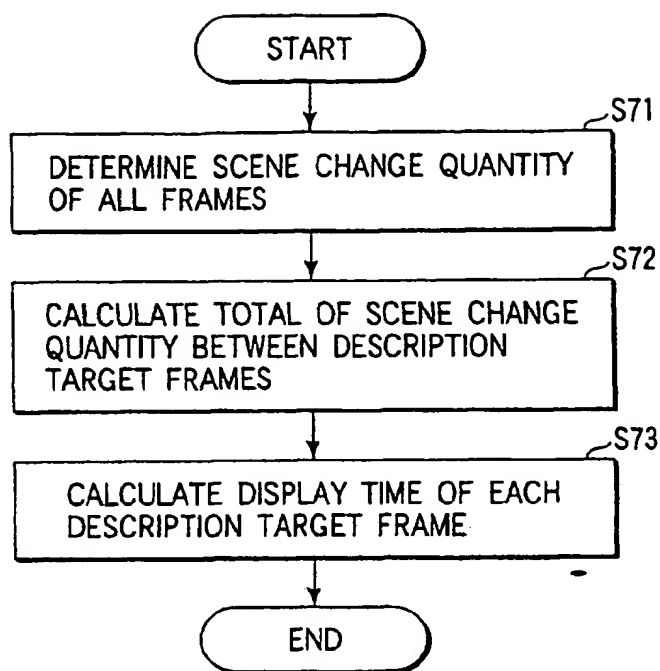 START
S71
DETERMINE SCENE CHANGE QUANTITY
OF ALL FRAMES
S72
CALCULATE TOTAL OF SCENE CHANGE
QUANTITY BETWEEN DESCRIPTION
TARGET FRAMES
S73
CALCULATE DISPLAY TIME OF EACH
DESCRIPTION TARGET FRAME
END